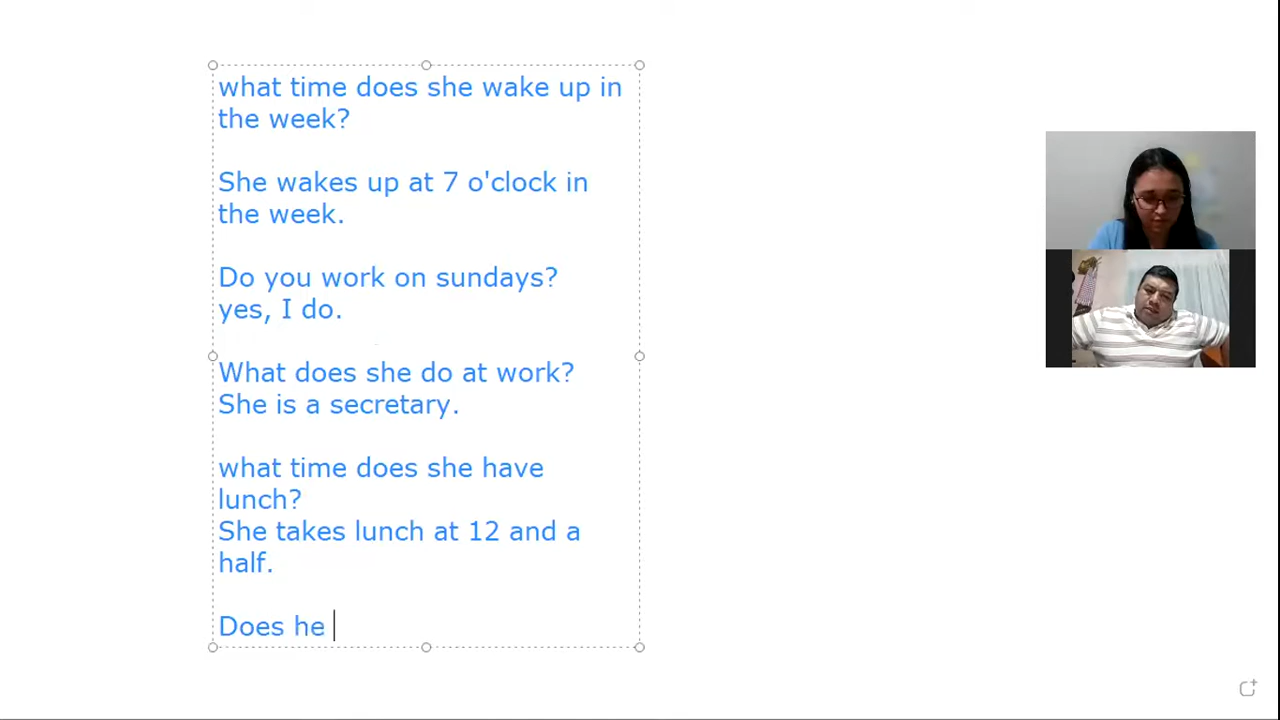 what time does she wake up in
the week?
She wakes up at 7 o'clock in
the week.
Do you work on sundays?
yes, I do.
What does she do at work?
She is a secretary.
what time does she have
lunch?
She takes lunch at 12 and a
half.
Does he